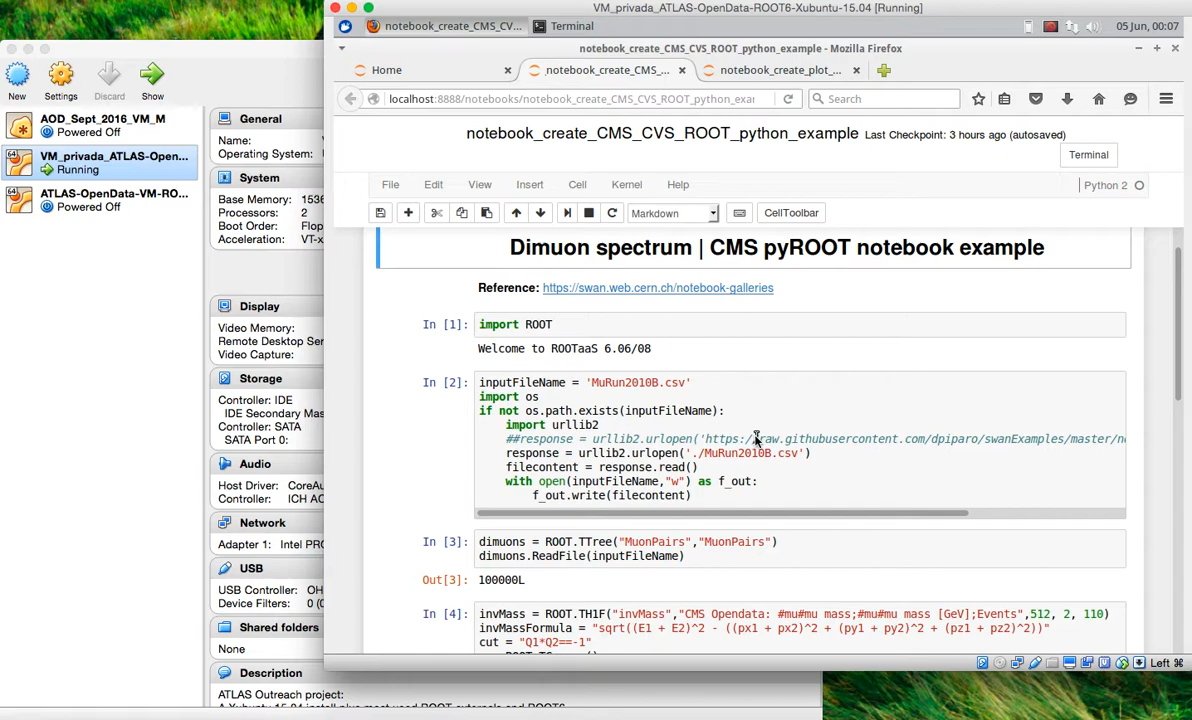 VM_privada_ATLAS-OpenData-ROOT6-Xubuntu-15.04 [Running]
notebook_create_CMS_CV...
Terminal
05 Jun, 00:07
notebook_create_CMS_CVS_ROOT_python_example - Mozilla Firefox
Home
notebook_create_CMS_...
notebook_create_plot_...
localhost:8888/notebooks/notebook_create_CMS_CVS_ROOT_python_exar
Search
notebook_create_CMS_CVS_ROOT_python_example Last Checkpoint: 3 hours ago (autosaved)
Terminal
File Edit View Insert Cell Kernel Help
Python 2
Markdown
CellToolbar
Dimuon spectrum | CMS pyROOT notebook example
Reference: https://swan.web.cern.ch/notebook-galleries
In [1]: import ROOT
Welcome to ROOTaaS 6.06/08
In [2]: inputFileName = 'MuRun2010B.csv'
import os
if not os.path.exists(inputFileName):
import urllib2
##response = urllib2.urlopen('https://raw.githubusercontent.com/dpiparo/swanExamples/master/no
response = urllib2.urlopen('./MuRun2010B.csv')
filecontent = response.read()
with open(inputFileName,"w") as f_out:
f_out.write(filecontent)
In [3]: dimuons = ROOT.TTree("MuonPairs","MuonPairs")
dimuons.ReadFile(inputFileName)
Out[3]: 100000L
In [4]: invMass = ROOT.TH1F("invMass","CMS Opendata: #mu#mu mass;#mu#mu mass [GeV];Events",512, 2, 110)
invMassFormula = "sqrt((E1 + E2)^2 - ((px1 + px2)^2 + (py1 + py2)^2 + (pz1 + pz2)^2))"
cut = "Q1*Q2==-1"
Left ⌘
New Settings Discard Show
AOD_Sept_2016_VM_M
Powered Off
VM_privada_ATLAS-Open...
Running
ATLAS-OpenData-VM-RO...
Powered Off
General
Name:
Operating System:
System
Base Memory: 1536
Processors: 2
Boot Order: Flop
Acceleration: VT-x
Display
Video Memory:
Remote Desktop Ser
Video Capture:
Storage
Controller: IDE
IDE Secondary Mas
Controller: SATA
SATA Port 0:
Audio
Host Driver: CoreAu
Controller: ICH AC
Network
Adapter 1: Intel PRO
USB
USB Controller: OH
Device Filters: 0 (0
Shared folders
None
Description
ATLAS Outreach project: